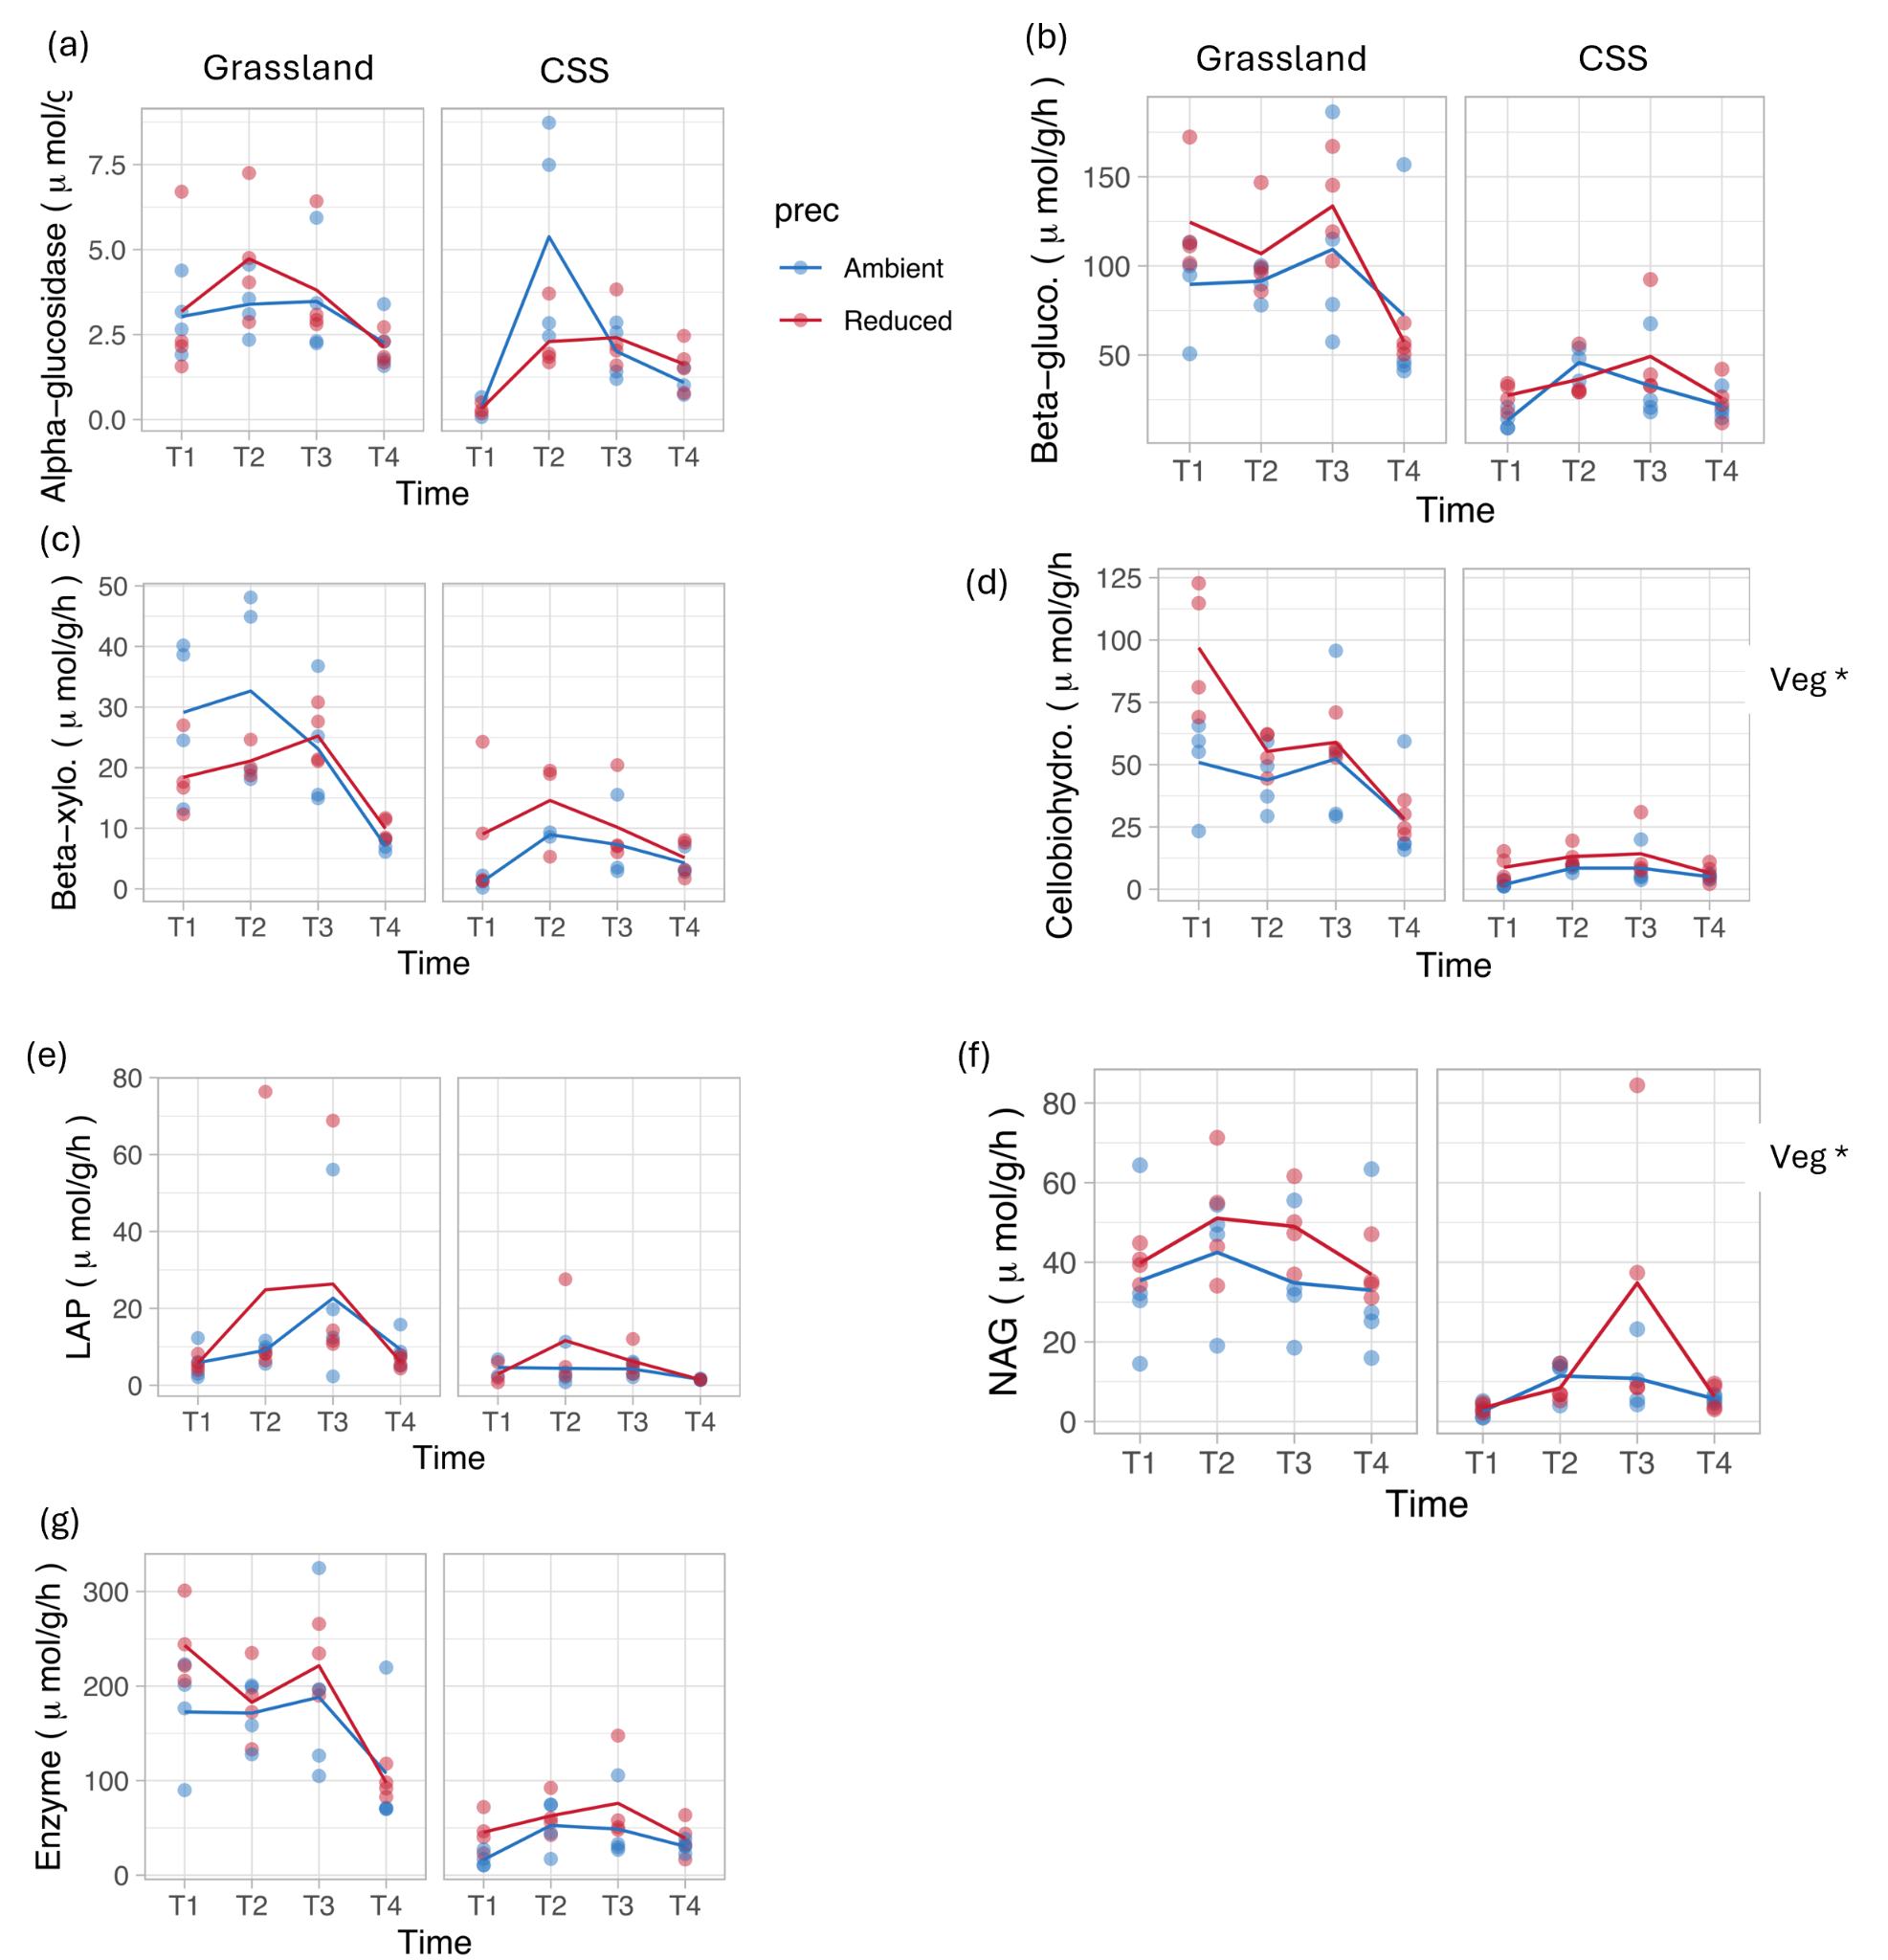 (a)
Grassland CSS
Alpha–glucosidase ( μ mol/g
7.5
5.0
2.5
0.0
T1 T2 T3 T4 T1 T2 T3 T4
Time
prec
Ambient
Reduced
(b)
Grassland CSS
Beta–gluco. ( μ mol/g/h )
150
100
50
T1 T2 T3 T4 T1 T2 T3 T4
Time
(c)
Beta–xylo. ( μ mol/g/h )
50
40
30
20
10
0
T1 T2 T3 T4 T1 T2 T3 T4
Time
(d)
Cellobiohydro. ( μ mol/g/h
125
100
75
50
25
0
T1 T2 T3 T4 T1 T2 T3 T4
Time
Veg *
(e)
LAP ( μ mol/g/h )
80
60
40
20
0
T1 T2 T3 T4 T1 T2 T3 T4
Time
(f)
NAG ( μ mol/g/h )
80
60
40
20
0
T1 T2 T3 T4 T1 T2 T3 T4
Time
Veg *
(g)
Enzyme ( μ mol/g/h )
300
200
100
0
T1 T2 T3 T4 T1 T2 T3 T4
Time